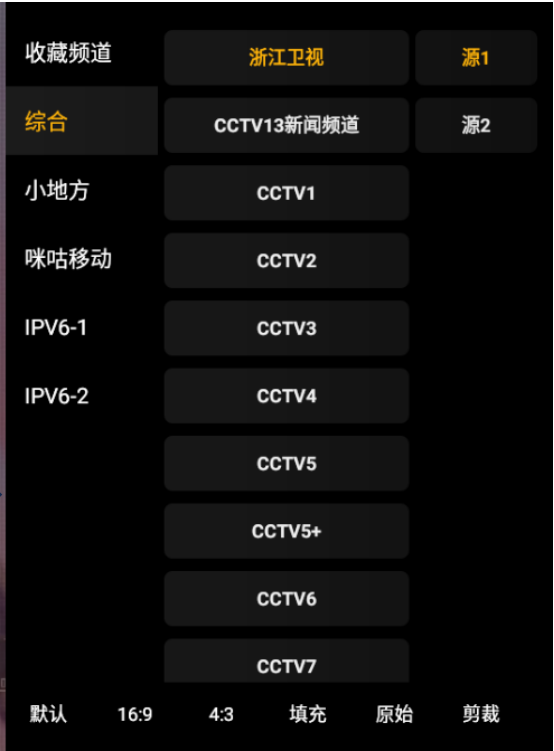 收藏频道 浙江卫视 源1
综合 CCTV13新闻频道 源2
小地方 CCTV1
咪咕移动 CCTV2
IPV6-1 CCTV3
IPV6-2 CCTV4
CCTV5
CCTV5+
CCTV6
CCTV7
默认 16:9 4:3 填充 原始 剪裁